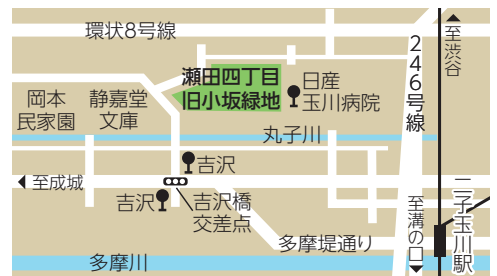 環状8号線
▲至渋谷
246号線
瀬田四丁目
旧小坂緑地
日産
玉川病院
岡本
民家園
静嘉堂
文庫
丸子川
吉沢
◀至成城
吉沢
吉沢橋
交差点
至溝の口▼
二子玉川駅
多摩堤通り
多摩川